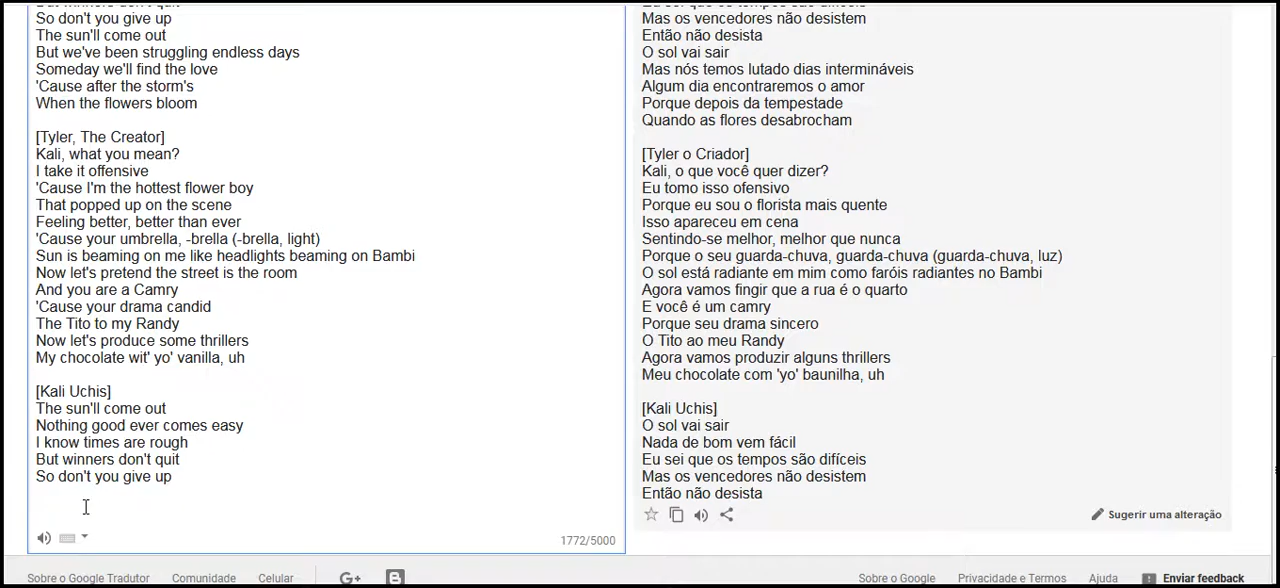 But winners don't quit
So don't you give up
The sun'll come out
But we've been struggling endless days
Someday we'll find the love
'Cause after the storm's
When the flowers bloom
[Tyler, The Creator]
Kali, what you mean?
I take it offensive
'Cause I'm the hottest flower boy
That popped up on the scene
Feeling better, better than ever
'Cause your umbrella, -brella (-brella, light)
Sun is beaming on me like headlights beaming on Bambi
Now let's pretend the street is the room
And you are a Camry
'Cause your drama candid
The Tito to my Randy
Now let's produce some thrillers
My chocolate wit' yo' vanilla, uh
[Kali Uchis]
The sun'll come out
Nothing good ever comes easy
I know times are rough
But winners don't quit
So don't you give up
1772/5000
Eu sei que os tempos são difíceis
Mas os vencedores não desistem
Então não desista
O sol vai sair
Mas nós temos lutado dias intermináveis
Algum dia encontraremos o amor
Porque depois da tempestade
Quando as flores desabrocham
[Tyler o Criador]
Kali, o que você quer dizer?
Eu tomo isso ofensivo
Porque eu sou o florista mais quente
Isso apareceu em cena
Sentindo-se melhor, melhor que nunca
Porque o seu guarda-chuva, guarda-chuva (guarda-chuva, luz)
O sol está radiante em mim como faróis radiantes no Bambi
Agora vamos fingir que a rua é o quarto
E você é um camry
Porque seu drama sincero
O Tito ao meu Randy
Agora vamos produzir alguns thrillers
Meu chocolate com 'yo' baunilha, uh
[Kali Uchis]
O sol vai sair
Nada de bom vem fácil
Eu sei que os tempos são difíceis
Mas os vencedores não desistem
Então não desista
Sugerir uma alteração
Sobre o Google Tradutor Comunidade Celular G+ B Sobre o Google Privacidade e Termos Ajuda Enviar feedback